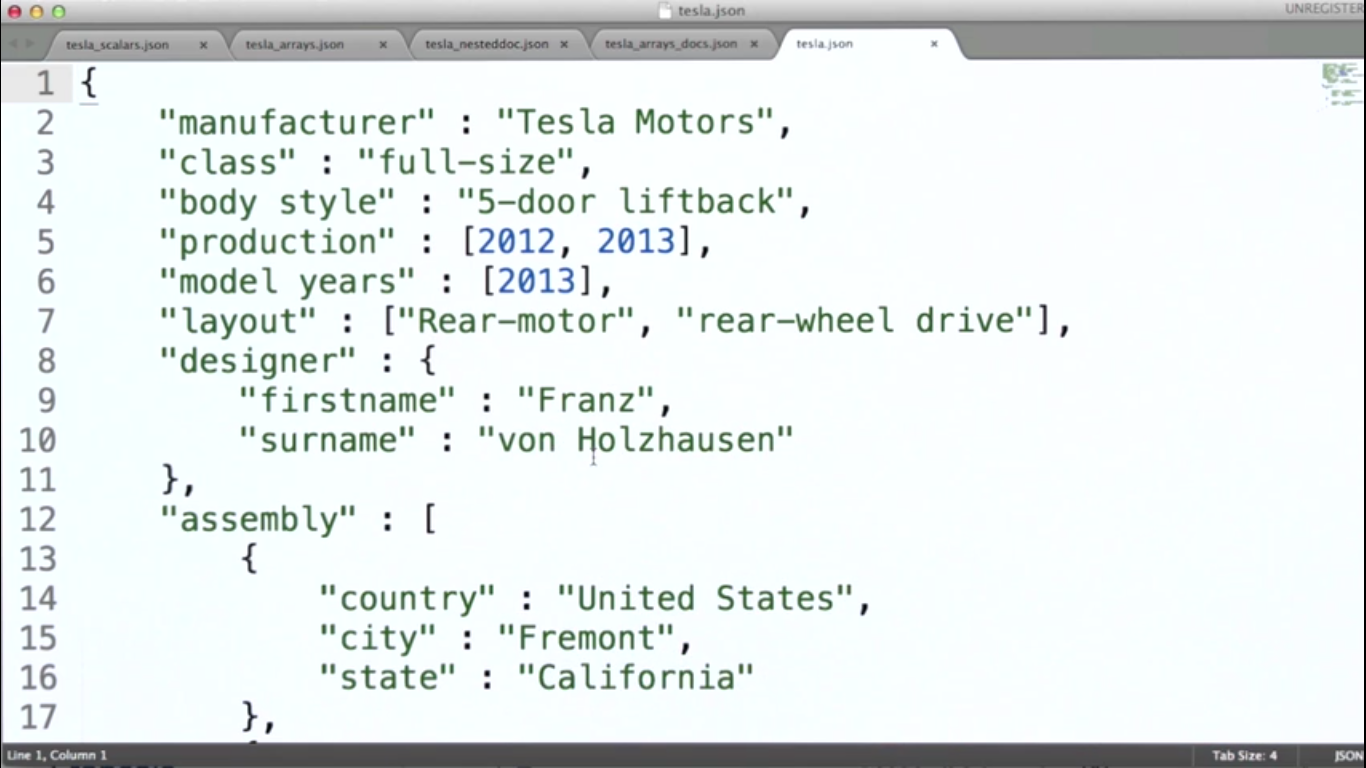 tesla.json
UNREGISTER
tesla_scalars.json × tesla_arrays.json × tesla_nesteddoc.json × tesla_arrays_docs.json × tesla.json ×
1 {
2 "manufacturer" : "Tesla Motors",
3 "class" : "full-size",
4 "body style" : "5-door liftback",
5 "production" : [2012, 2013],
6 "model years" : [2013],
7 "layout" : ["Rear-motor", "rear-wheel drive"],
8 "designer" : {
9 "firstname" : "Franz",
10 "surname" : "von Holzhausen"
11 },
12 "assembly" : [
13 {
14 "country" : "United States",
15 "city" : "Fremont",
16 "state" : "California"
17 },
Line 1, Column 1
Tab Size: 4
JSON